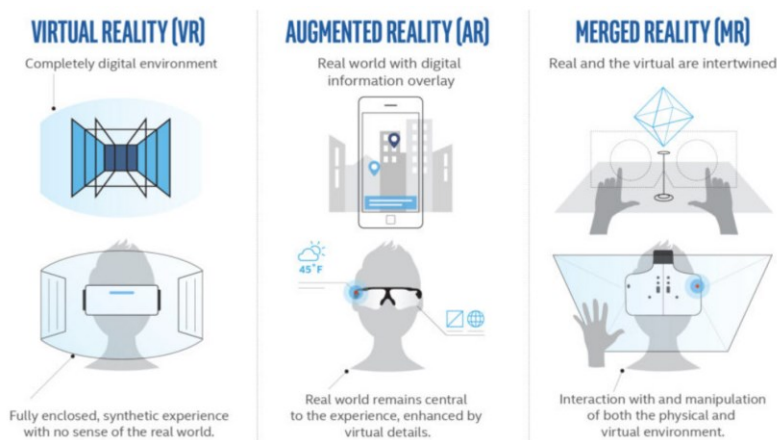 VIRTUAL REALITY (VR)
Completely digital environment
Fully enclosed, synthetic experience
with no sense of the real world.
AUGMENTED REALITY (AR)
Real world with digital
information overlay
45°F
Real world remains central
to the experience, enhanced by
virtual details.
MERGED REALITY (MR)
Real and the virtual are intertwined
Interaction with and manipulation
of both the physical and
virtual environment.